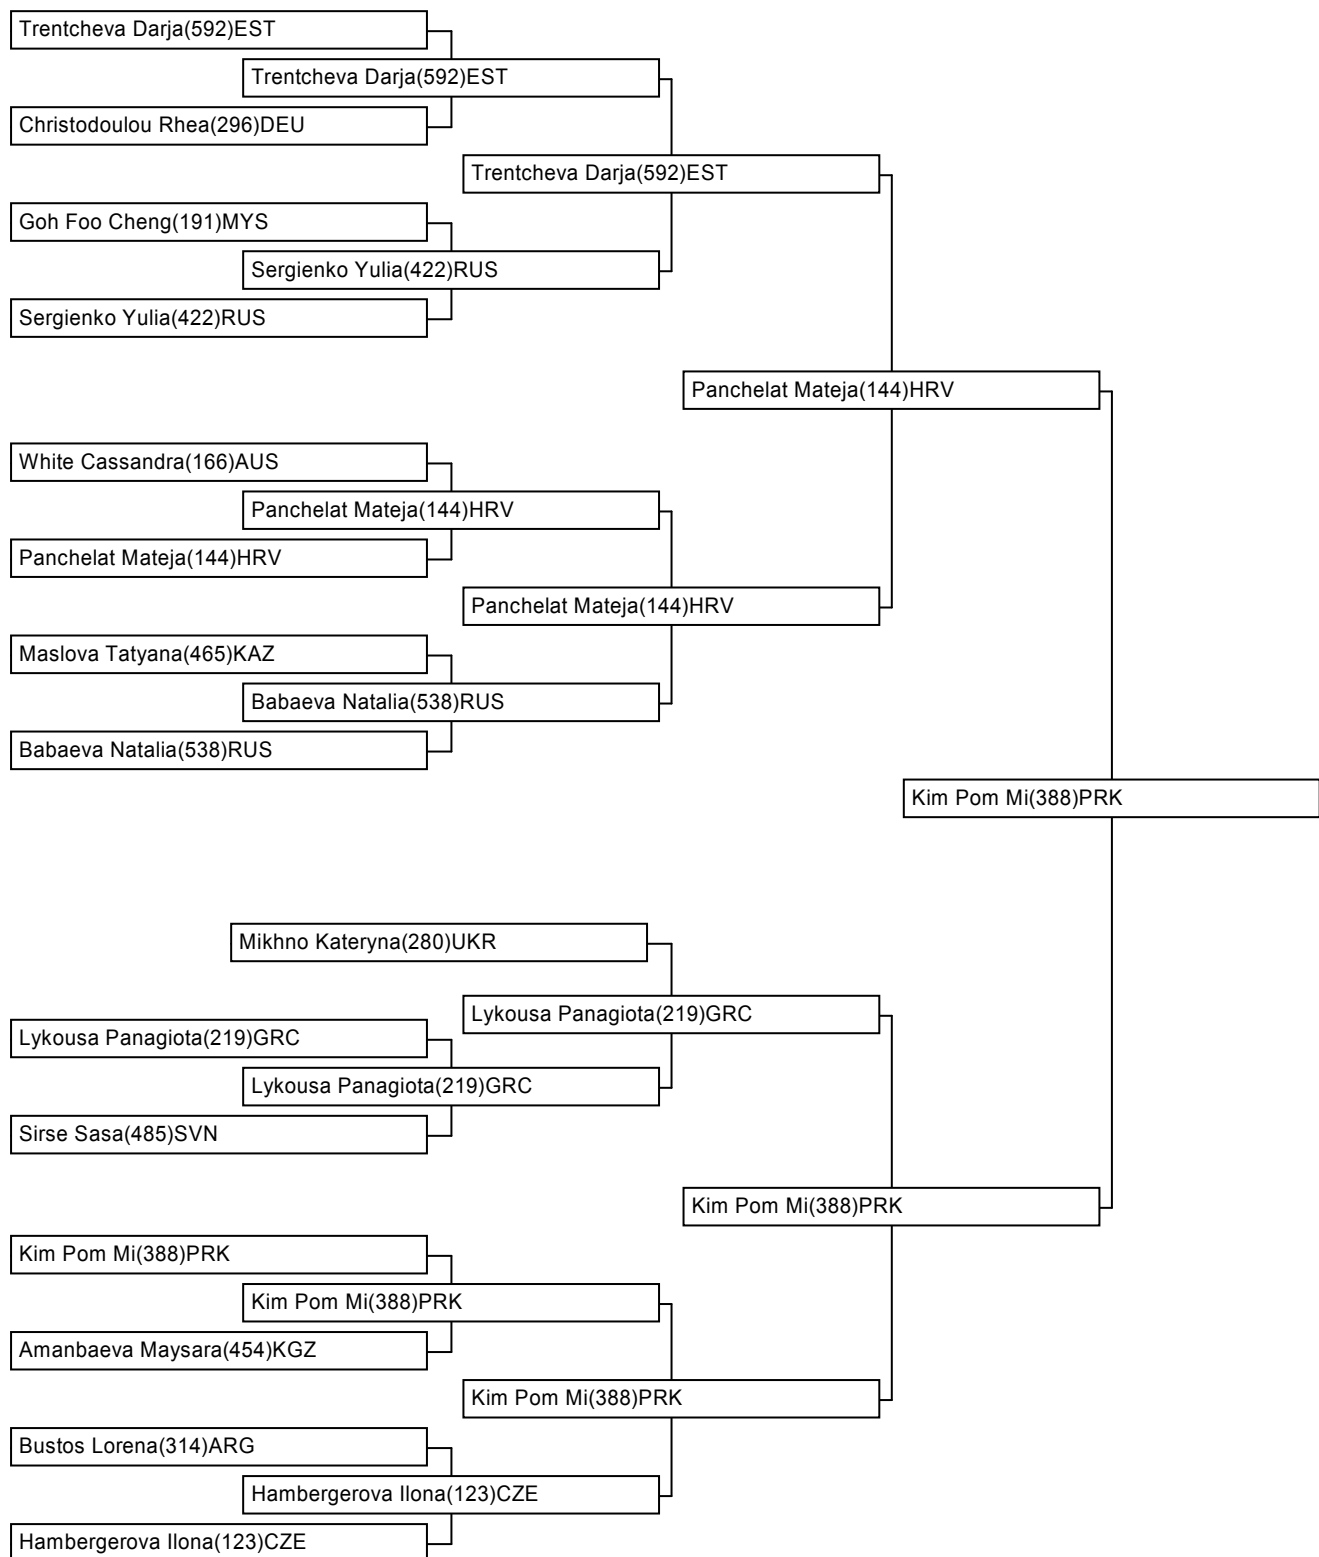 Trentcheva Darja(592)EST
Trentcheva Darja(592)EST
Christodoulou Rhea(296)DEU
Trentcheva Darja(592)EST
Goh Foo Cheng(191)MYS
Sergienko Yulia(422)RUS
Sergienko Yulia(422)RUS
Panchelat Mateja(144)HRV
White Cassandra(166)AUS
Panchelat Mateja(144)HRV
Panchelat Mateja(144)HRV
Panchelat Mateja(144)HRV
Maslova Tatyana(465)KAZ
Babaeva Natalia(538)RUS
Babaeva Natalia(538)RUS
Kim Pom Mi(388)PRK
Mikhno Kateryna(280)UKR
Lykousa Panagiota(219)GRC
Lykousa Panagiota(219)GRC
Lykousa Panagiota(219)GRC
Sirse Sasa(485)SVN
Kim Pom Mi(388)PRK
Kim Pom Mi(388)PRK
Kim Pom Mi(388)PRK
Amanbaeva Maysara(454)KGZ
Kim Pom Mi(388)PRK
Bustos Lorena(314)ARG
Hambergerova Ilona(123)CZE
Hambergerova Ilona(123)CZE